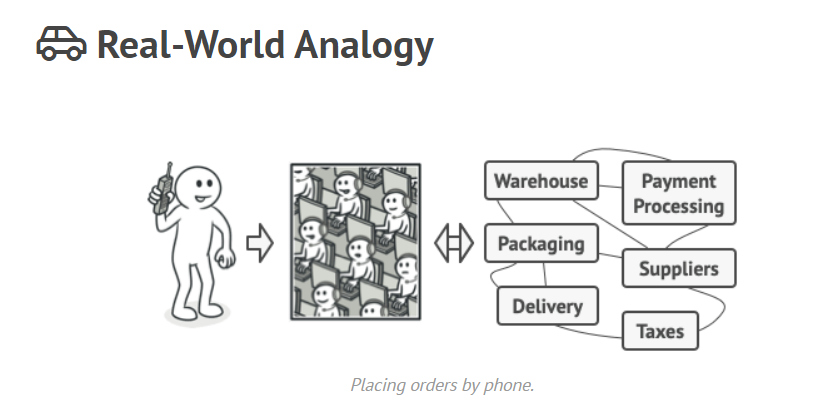 Real-World Analogy
Warehouse
Payment
Processing
Packaging
Suppliers
Delivery
Taxes
Placing orders by phone.